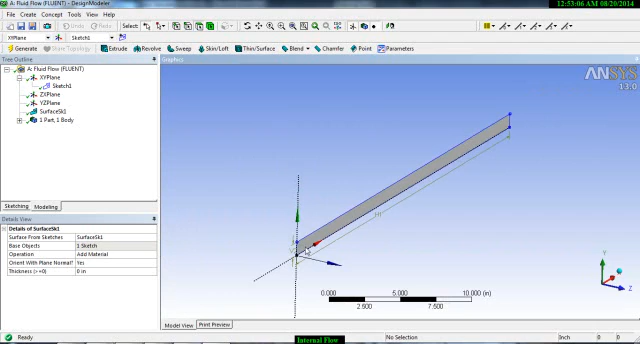 A: Fluid Flow (FLUENT) - DesignModeler
12:53:06 AM 08/20/2014
File Create Concept Tools View Help
Select:
XYPlane Sketch1
Generate Share Topology Extrude Revolve Sweep Skin/Loft Thin/Surface Blend Chamfer Point Parameters
Tree Outline
Graphics
A: Fluid Flow (FLUENT)
XYPlane
Sketch1
ZXPlane
YZPlane
SurfaceSk1
1 Part, 1 Body
ANSYS
13.0
H1
V
Sketching Modeling
Details View
Details of SurfaceSk1
Surface From Sketches SurfaceSk1
Base Objects 1 Sketch
Operation Add Material
Orient With Plane Normal? Yes
Thickness (>=0) 0 in
0.000 5.000 10.000 (in)
2.500 7.500
Y
Z
Model View Print Preview
Ready
Internal Flow
No Selection
Inch 0 0